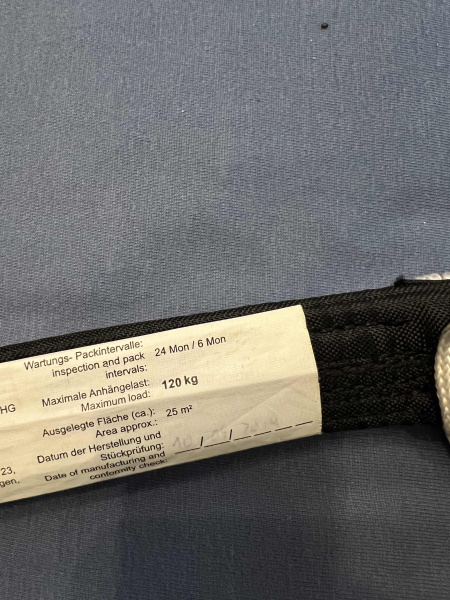 Wartungs- Packintervalle:
inspection and pack 24 Mon / 6 Mon
intervals:
HG
Maximale Anhängelast: 120 kg
Maximum load:
Ausgelegte Fläche (ca.): 25 m²
Area approx.:
23,
Datum der Herstellung und
Stückprüfung: 10/
gen,
Date of manufacturing and
conformity check: